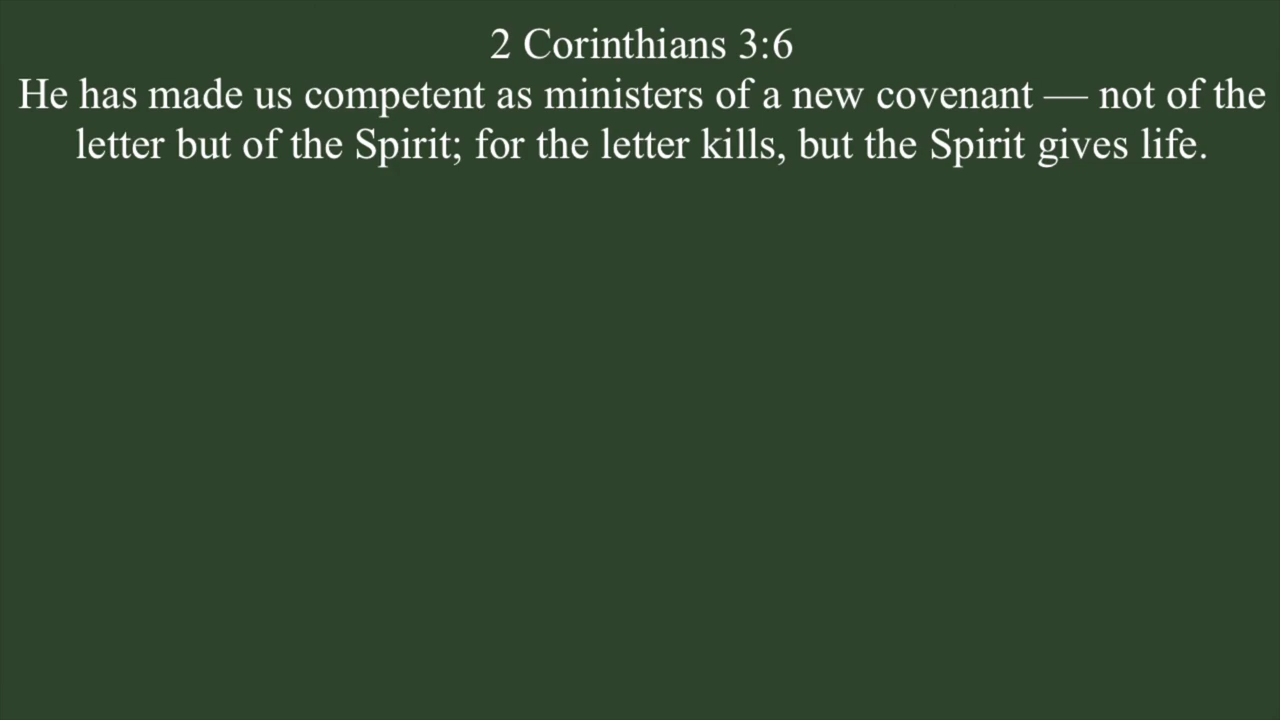 2 Corinthians 3:6
He has made us competent as ministers of a new covenant — not of the
letter but of the Spirit; for the letter kills, but the Spirit gives life.